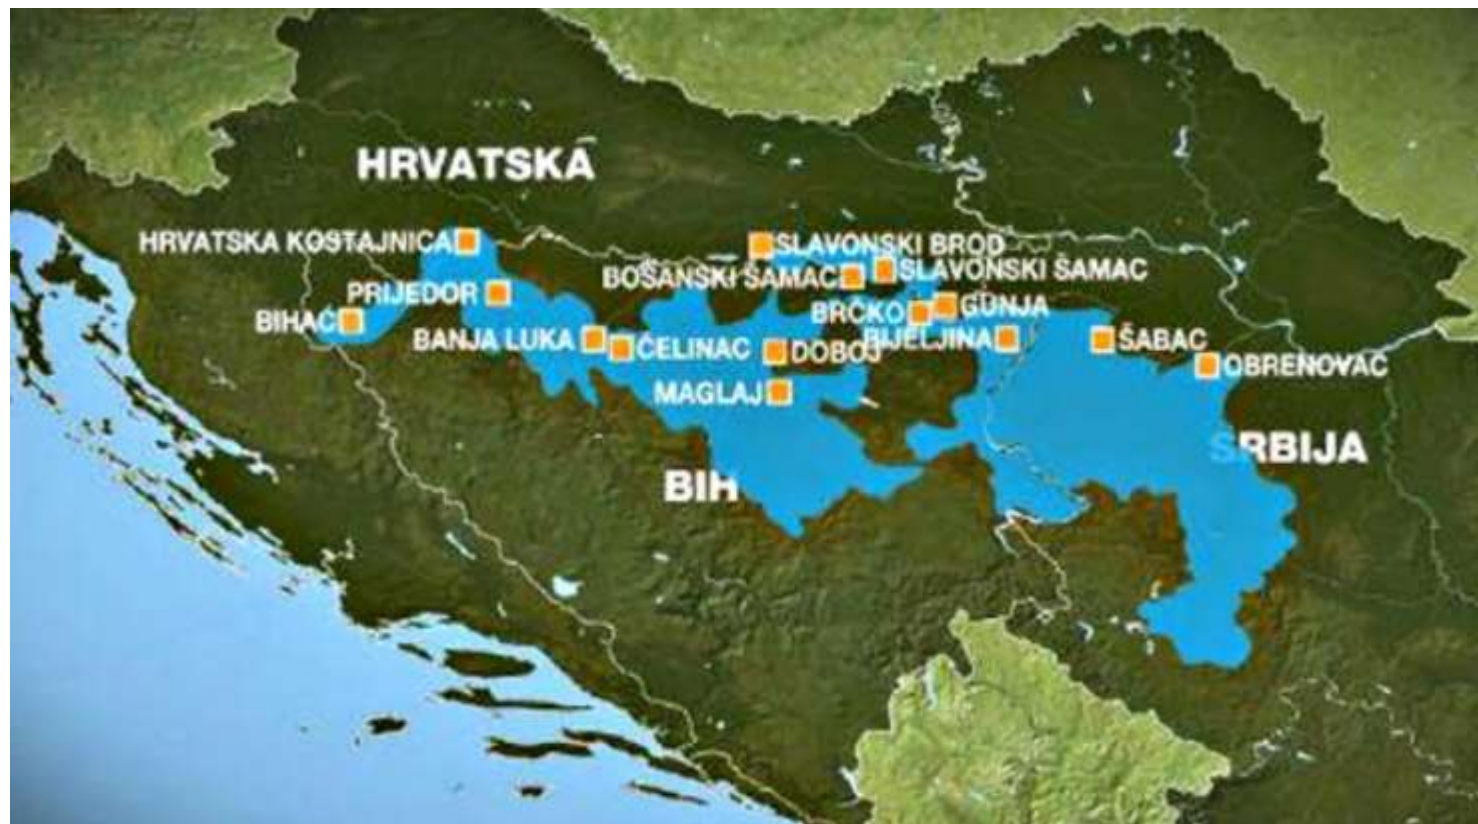 HRVATSKA
HRVATSKA KOSTAJNICA
SLAVONSKI BROD
BOŠANSKI ŠAMAC
SLAVONSKI ŠAMAC
PRIJEDOR
BIHAĆ
BRČKO
GUNJA
BANJA LUKA
ČELINAC
DOBOJ
BIJELJINA
ŠABAC
OBRENOVAC
MAGLAJ
SRBIJA
BIH